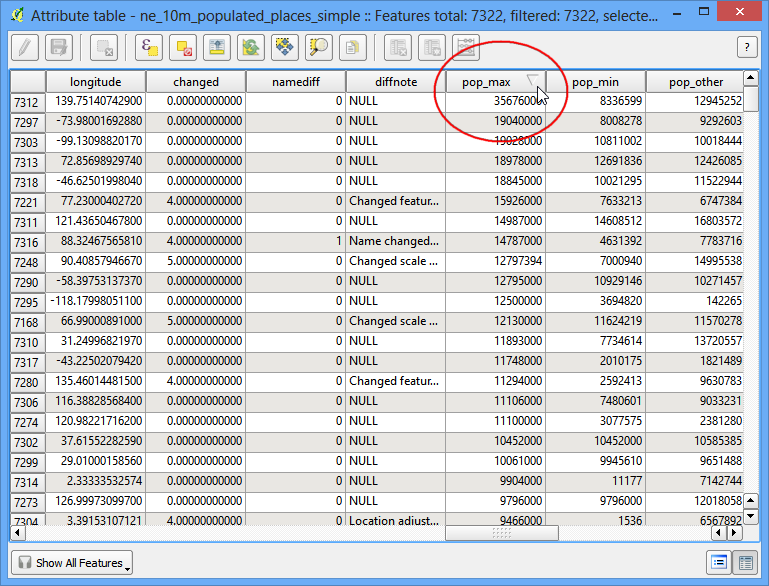 Attribute table - ne_10m_populated_places_simple :: Features total: 7322, filtered: 7322, selecte...
?
longitude changed namediff diffnote pop_max pop_min pop_other
7312 139.75140742900 0.00000000000 0 NULL 35676000 8336599 12945252
7297 -73.98001692880 0.00000000000 0 NULL 19040000 8008278 9292603
7303 -99.13098820170 0.00000000000 0 NULL 19028000 10811002 10018444
7313 72.85698929740 0.00000000000 0 NULL 18978000 12691836 12426085
7318 -46.62501998040 0.00000000000 0 NULL 18845000 10021295 11522944
7221 77.23000402720 4.00000000000 0 Changed featur... 15926000 7633213 6747384
7311 121.43650467800 0.00000000000 0 NULL 14987000 14608512 16803572
7316 88.32467565810 4.00000000000 1 Name changed... 14787000 4631392 7783716
7248 90.40857946670 5.00000000000 0 Changed scale ... 12797394 7000940 14995538
7290 -58.39753137370 0.00000000000 0 NULL 12795000 10929146 10271457
7295 -118.17998051100 0.00000000000 0 NULL 12500000 3694820 142265
7168 66.99000891000 5.00000000000 0 Changed scale ... 12130000 11624219 11570278
7310 31.24996821970 0.00000000000 0 NULL 11893000 7734614 13720557
7317 -43.22502079420 0.00000000000 0 NULL 11748000 2010175 1821489
7280 135.46014481500 4.00000000000 0 Changed featur... 11294000 2592413 9630783
7306 116.38828568400 0.00000000000 0 NULL 11106000 7480601 9033231
7274 120.98221716200 0.00000000000 0 NULL 11100000 3077575 2381280
7302 37.61552282590 0.00000000000 0 NULL 10452000 10452000 10585385
7299 29.01000158560 0.00000000000 0 NULL 10061000 9945610 9651488
7314 2.33333532574 0.00000000000 0 NULL 9904000 11177 7142744
7273 126.99973099700 0.00000000000 0 NULL 9796000 9796000 12018058
7304 3.39153107121 4.00000000000 0 Location adjust... 9466000 1536 6567892
Show All Features